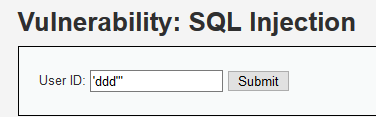 Vulnerability: SQL Injection
User ID: 'ddd"' Submit